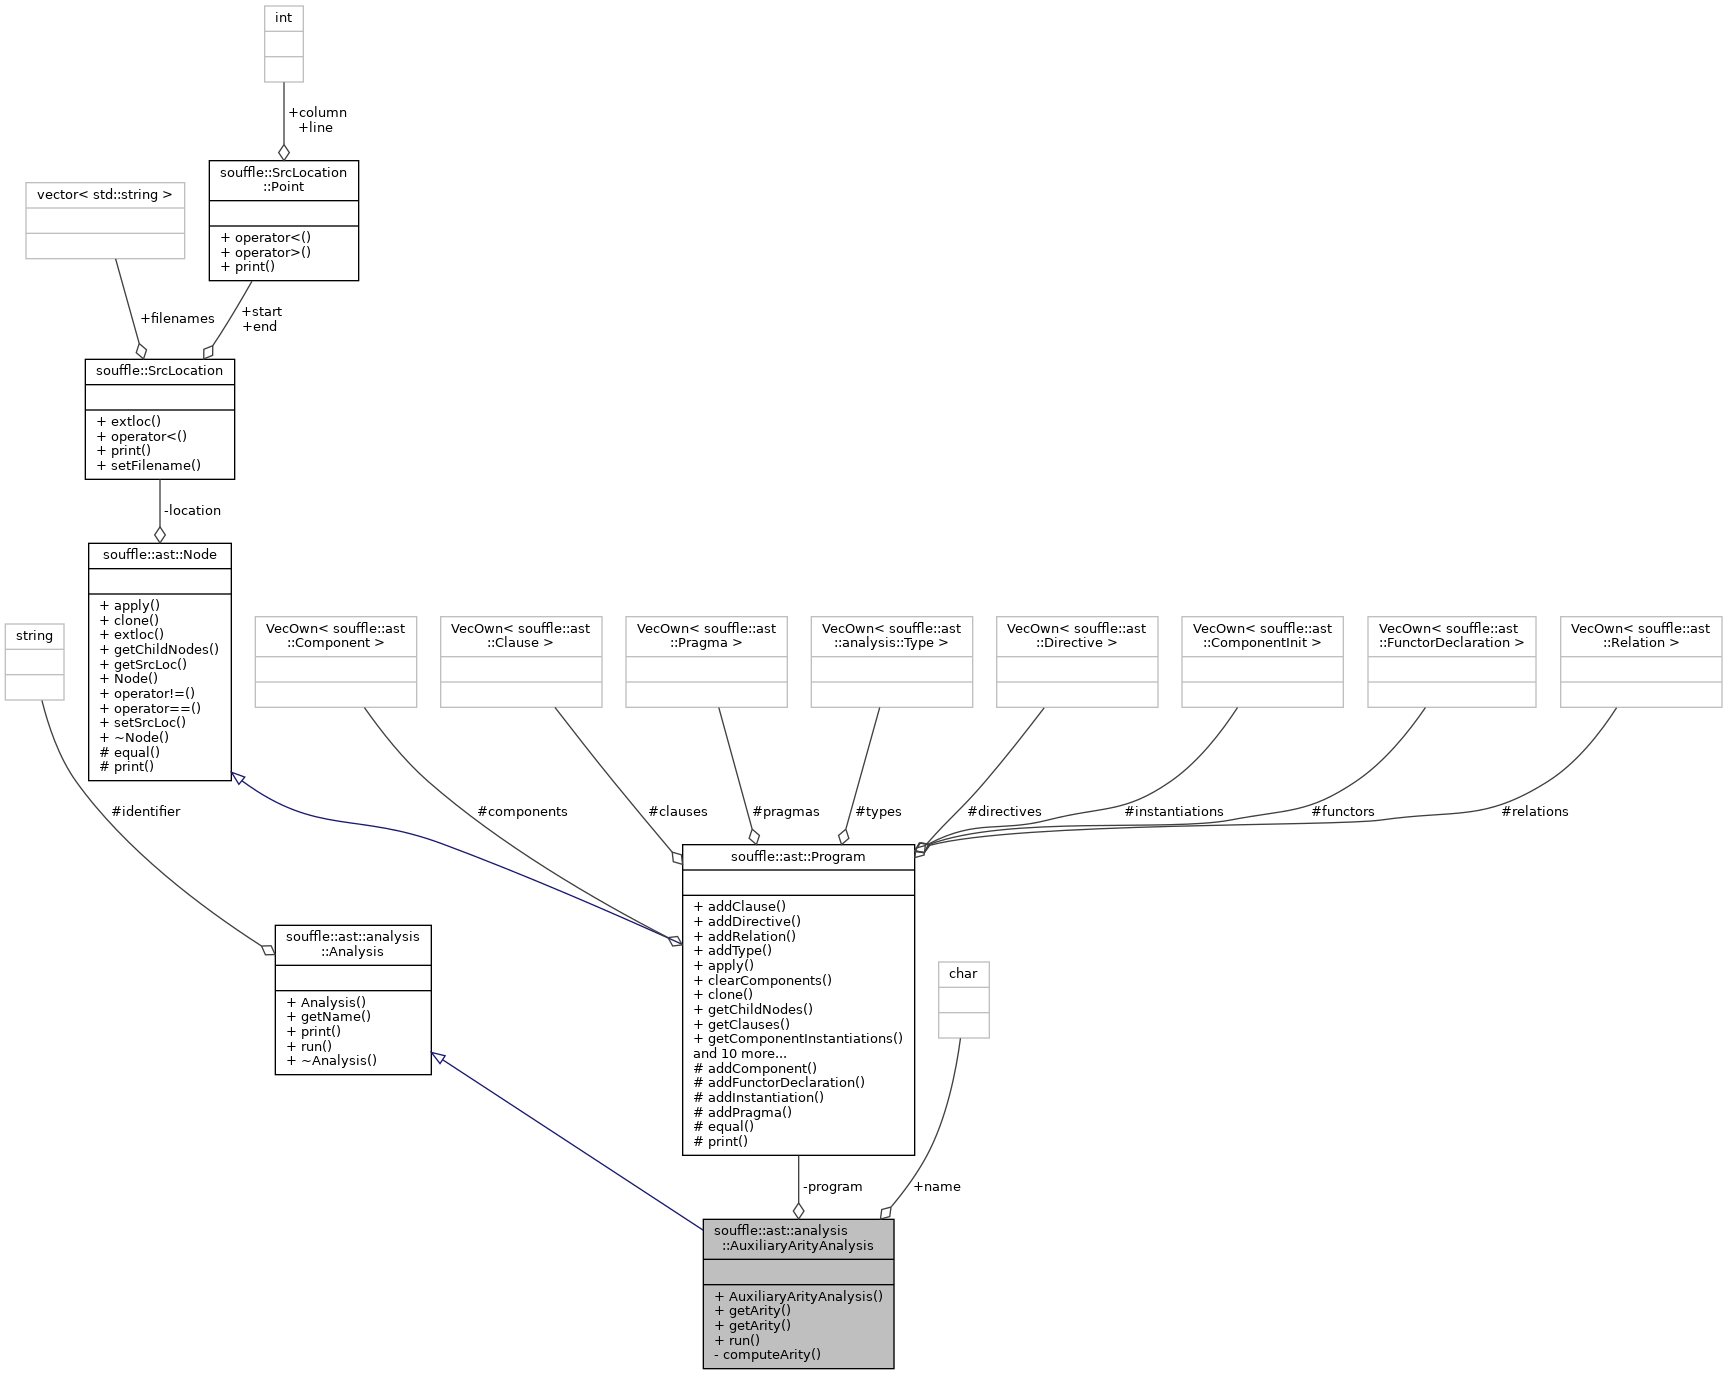 int
+column
+line
souffle::SrcLocation
::Point
+ operator<()
+ operator>()
+ print()
vector< std::string >
+filenames
+start
+end
souffle::SrcLocation
+ extloc()
+ operator<()
+ print()
+ setFilename()
-location
souffle::ast::Node
+ apply()
+ clone()
+ extloc()
+ getChildNodes()
+ getSrcLoc()
+ Node()
+ operator!=()
+ operator==()
+ setSrcLoc()
+ ~Node()
# equal()
# print()
string
#identifier
VecOwn< souffle::ast
::Component >
VecOwn< souffle::ast
::Clause >
VecOwn< souffle::ast
::Pragma >
VecOwn< souffle::ast
::analysis::Type >
VecOwn< souffle::ast
::Directive >
VecOwn< souffle::ast
::ComponentInit >
VecOwn< souffle::ast
::FunctorDeclaration >
VecOwn< souffle::ast
::Relation >
#components
#clauses
#pragmas
#types
#directives
#instantiations
#functors
#relations
souffle::ast::Program
+ addClause()
+ addDirective()
+ addRelation()
+ addType()
+ apply()
+ clearComponents()
+ clone()
+ getChildNodes()
+ getClauses()
+ getComponentInstantiations()
and 10 more...
# addComponent()
# addFunctorDeclaration()
# addInstantiation()
# addPragma()
# equal()
# print()
souffle::ast::analysis
::Analysis
+ Analysis()
+ getName()
+ print()
+ run()
+ ~Analysis()
char
-program
+name
souffle::ast::analysis
::AuxiliaryArityAnalysis
+ AuxiliaryArityAnalysis()
+ getArity()
+ getArity()
+ run()
- computeArity()